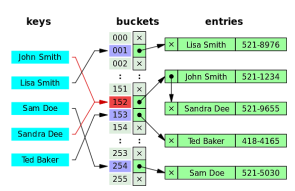 keys buckets entries
000 ×
001 × Lisa Smith 521-8976
002 ×
: :
151 ×
152 John Smith 521-1234
153 Sandra Dee 521-9655
154 ×
: : × Ted Baker 418-4165
253 ×
254 × Sam Doe 521-5030
255 ×
John Smith
Lisa Smith
Sam Doe
Sandra Dee
Ted Baker